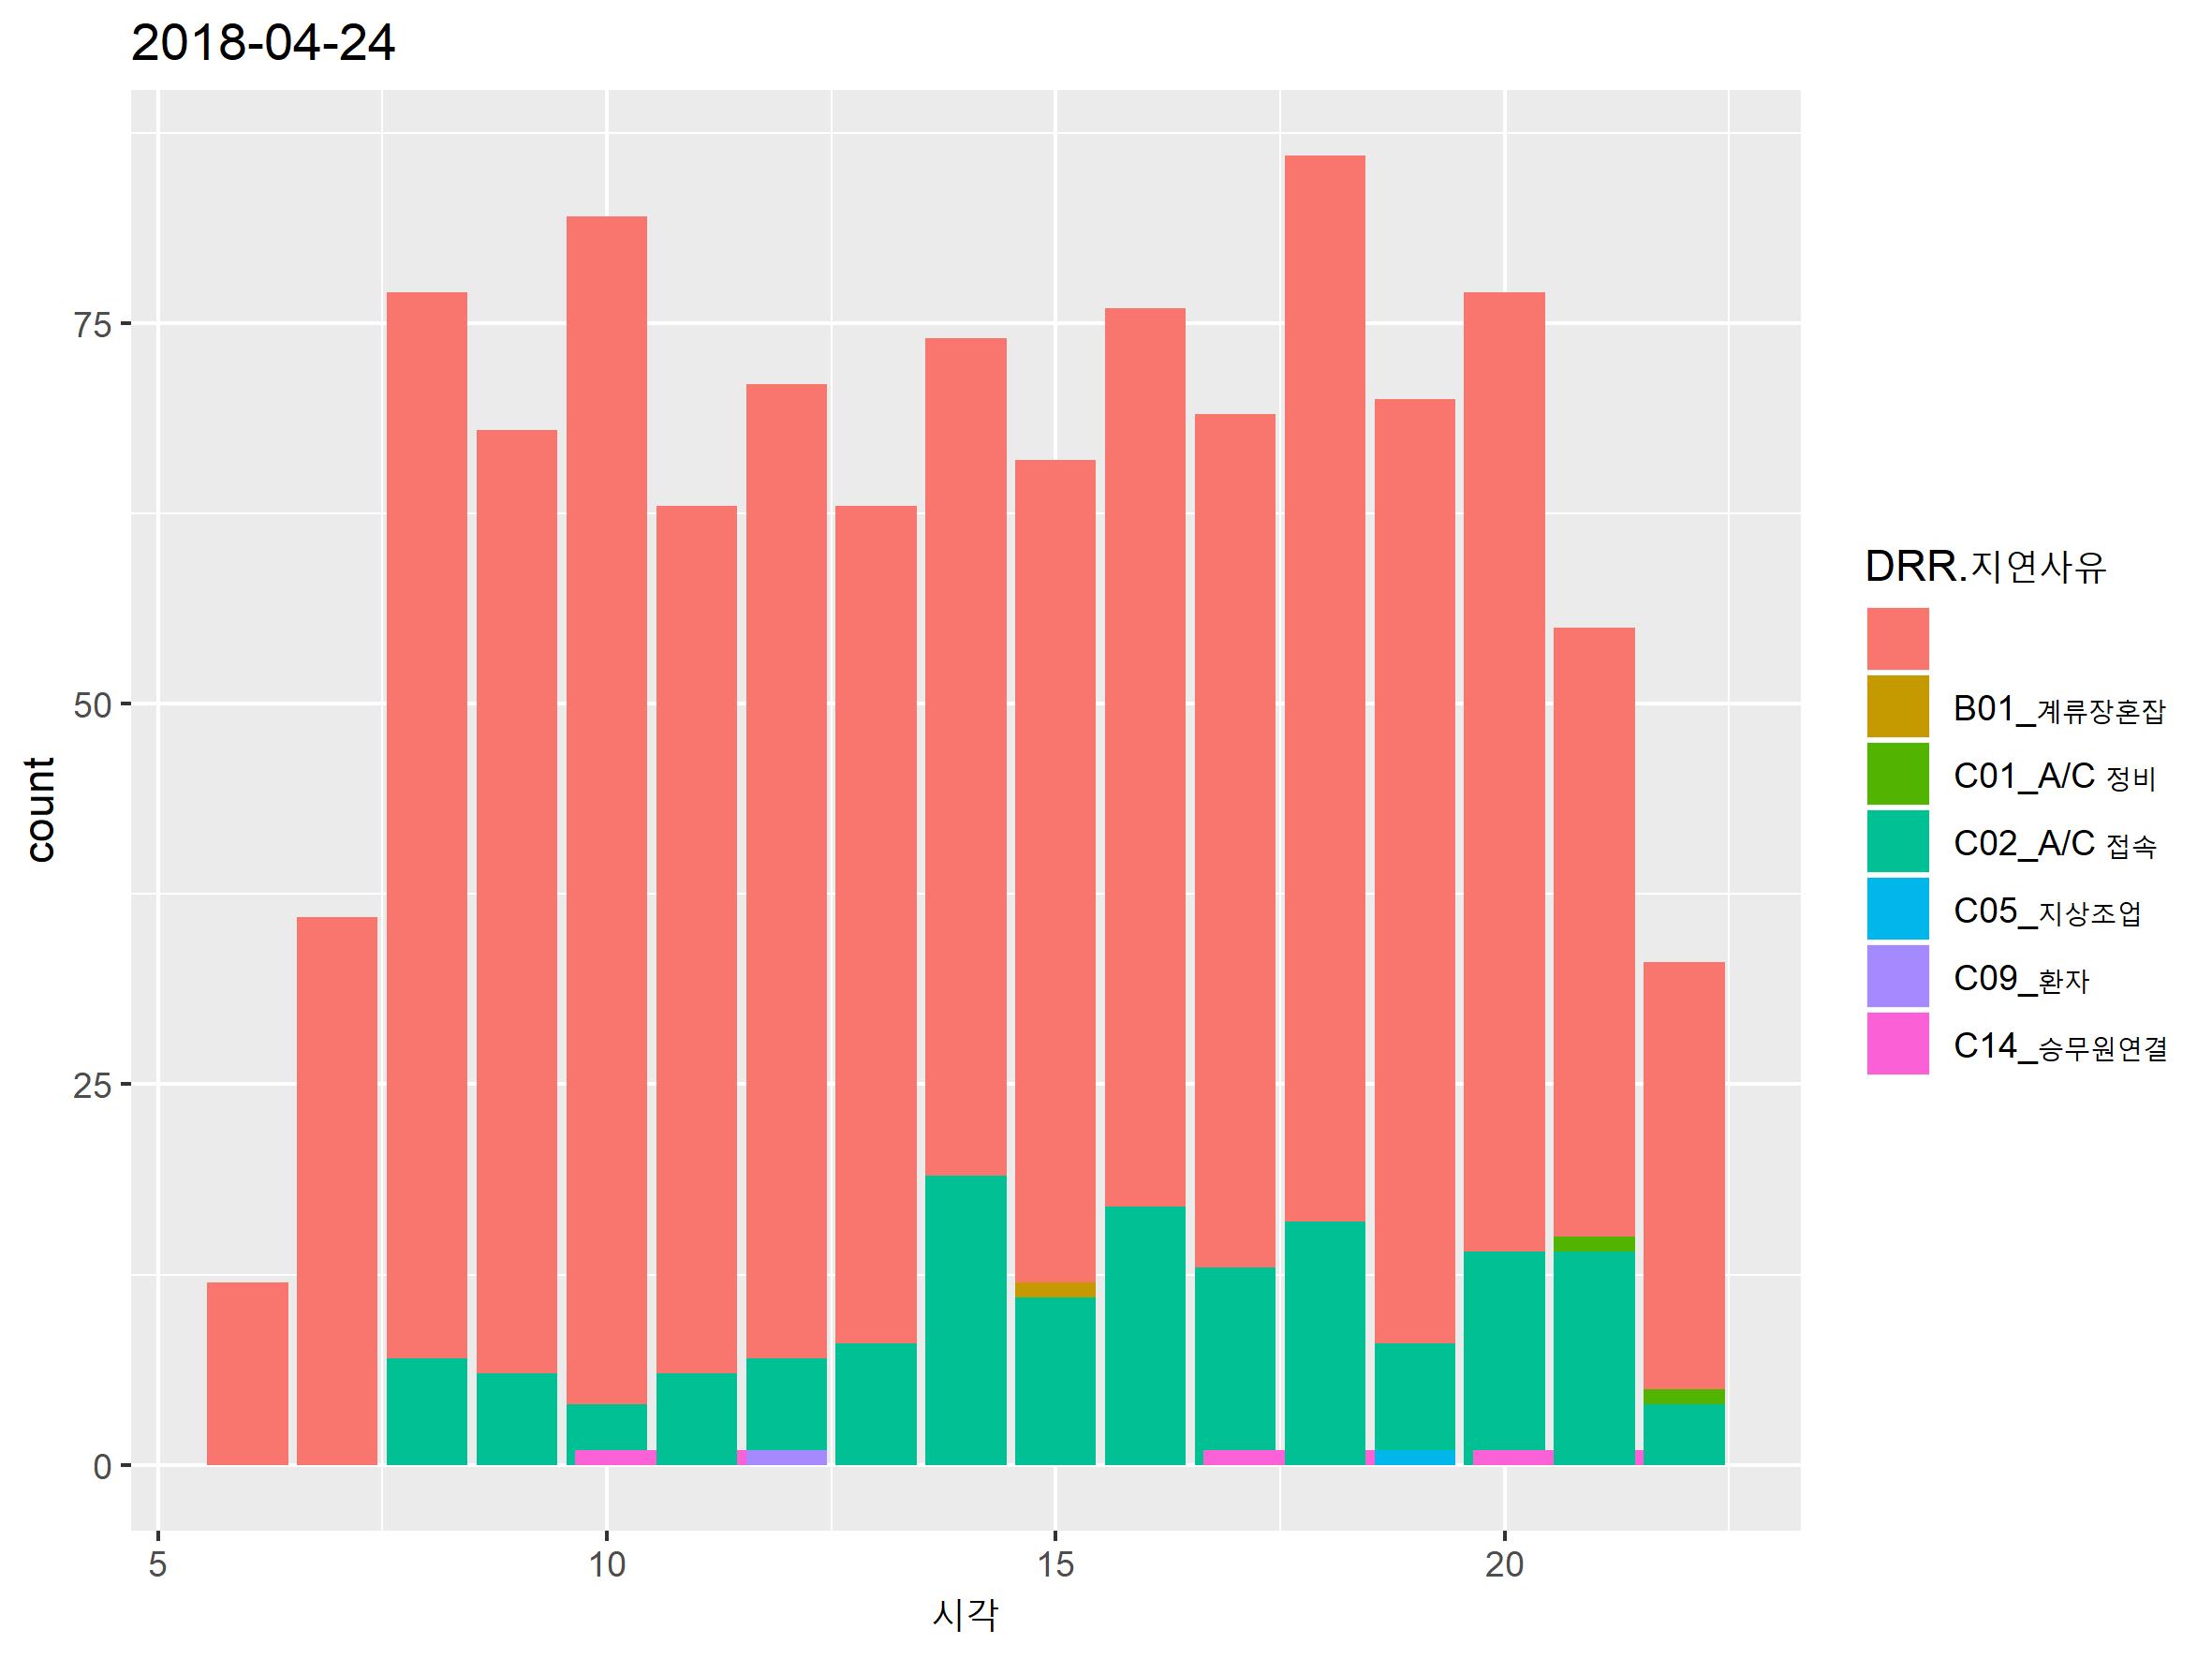 2018-04-24
count
75
50
25
0
5 10 15 20
시각
DRR.지연사유
B01_계류장혼잡
C01_A/C 정비
C02_A/C 접속
C05_지상조업
C09_환자
C14_승무원연결